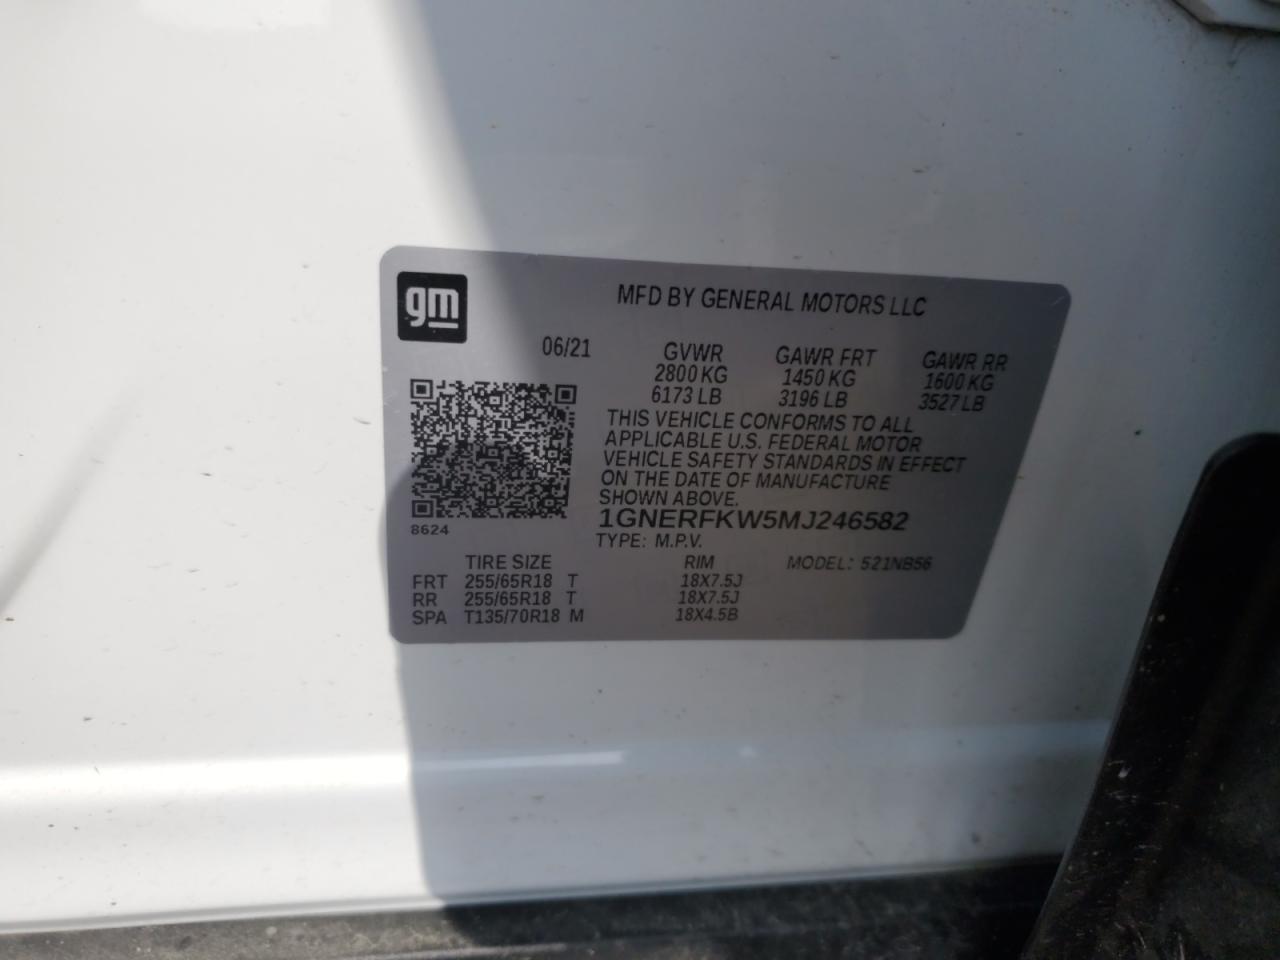 gm
MFD BY GENERAL MOTORS LLC
06/21 GVWR GAWR FRT GAWR RR
2800 KG 1450 KG 1600 KG
6173 LB 3196 LB 3527 LB
THIS VEHICLE CONFORMS TO ALL
APPLICABLE U.S. FEDERAL MOTOR
VEHICLE SAFETY STANDARDS IN EFFECT
ON THE DATE OF MANUFACTURE
SHOWN ABOVE.
8624
1GNERFKW5MJ246582
TYPE: M.P.V.
TIRE SIZE RIM MODEL: 521NB56
FRT 255/65R18 T 18X7.5J
RR 255/65R18 T 18X7.5J
SPA T135/70R18 M 18X4.5B